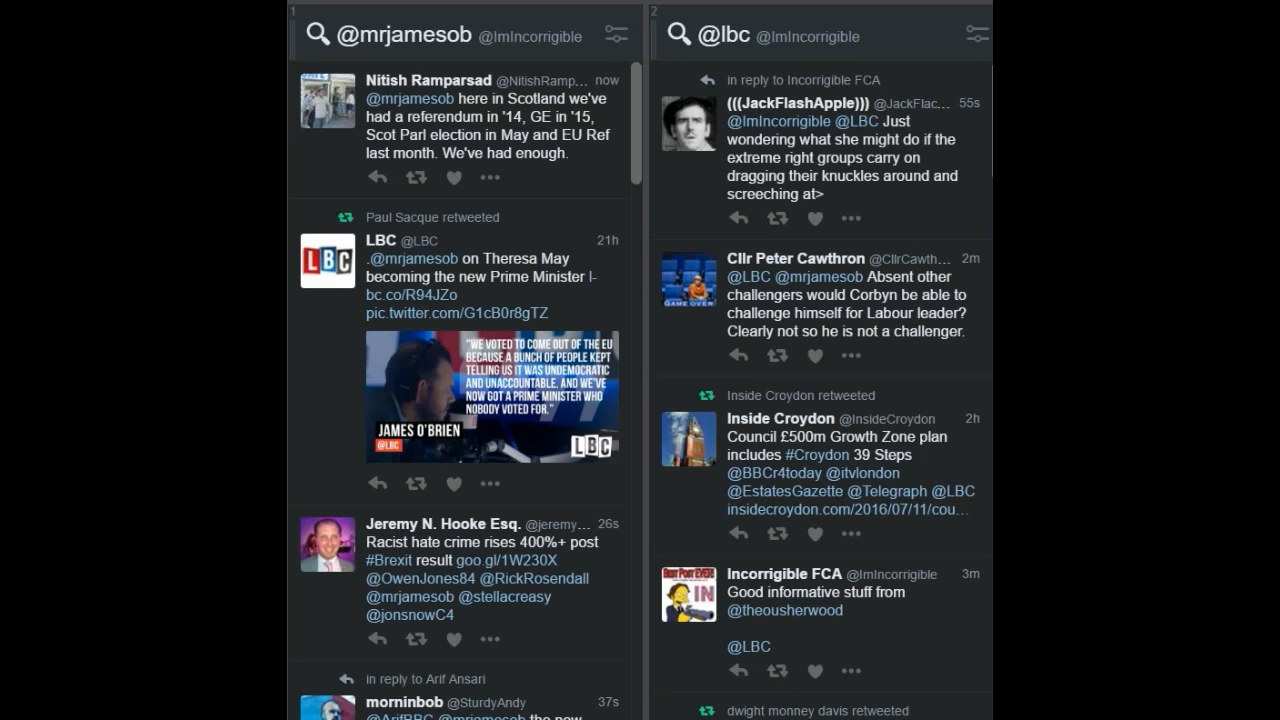 1
@mrjamesob @ImIncorrigible
Nitish Ramparsad @NitishRamp... now
@mrjamesob here in Scotland we've
had a referendum in '14, GE in '15,
Scot Parl election in May and EU Ref
last month. We've had enough.
Paul Sacque retweeted
LBC @LBC 21h
.@mrjamesob on Theresa May
becoming the new Prime Minister l-
bc.co/R94JZo
pic.twitter.com/G1cB0r8gTZ
LBC
"WE VOTED TO COME OUT OF THE EU
BECAUSE A BUNCH OF PEOPLE KEPT
TELLING US IT WAS UNDEMOCRATIC
AND UNACCOUNTABLE. AND WE'VE
NOW GOT A PRIME MINISTER WHO
NOBODY VOTED FOR."
JAMES O'BRIEN
@LBC
LBC
Jeremy N. Hooke Esq. @jeremy... 26s
Racist hate crime rises 400%+ post
#Brexit result goo.gl/1W230X
@OwenJones84 @RickRosendall
@mrjamesob @stellacreasy
@jonsnowC4
in reply to Arif Ansari
morninbob @SturdyAndy 37s
@ArifBBC @mrjamesob the new
2
@lbc @ImIncorrigible
in reply to Incorrigible FCA
(((JackFlashApple))) @JackFlac... 55s
@ImIncorrigible @LBC Just
wondering what she might do if the
extreme right groups carry on
dragging their knuckles around and
screeching at>
Cllr Peter Cawthron @CllrCawth... 2m
@LBC @mrjamesob Absent other
challengers would Corbyn be able to
challenge himself for Labour leader?
Clearly not so he is not a challenger.
GAME OVER
Inside Croydon retweeted
Inside Croydon @InsideCroydon 2h
Council £500m Growth Zone plan
includes #Croydon 39 Steps
@BBCr4today @itvlondon
@EstatesGazette @Telegraph @LBC
insidecroydon.com/2016/07/11/cou...
Incorrigible FCA @ImIncorrigible 3m
Good informative stuff from
@theousherwood
@LBC
BEST POST EVER!
IN
dwight monney davis retweeted